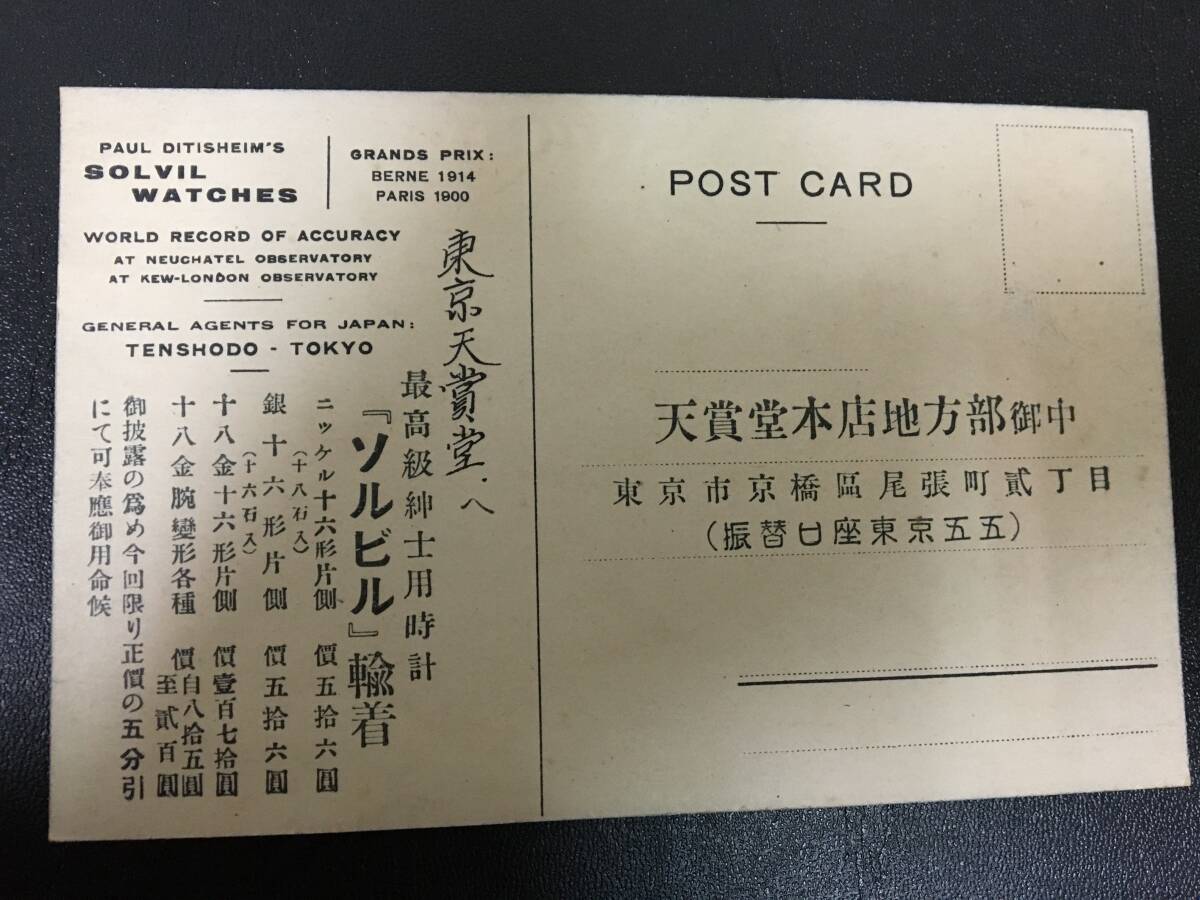 PAUL DITISHEIM'S
SOLVIL
WATCHES
GRANDS PRIX:
BERNE 1914
PARIS 1900
WORLD RECORD OF ACCURACY
AT NEUCHATEL OBSERVATORY
AT KEW-LONDON OBSERVATORY
GENERAL AGENTS FOR JAPAN:
TENSHODO - TOKYO
東京天賞堂へ
最高級紳士用時計
『ソルビル』輸着
ニッケル十六形片側 價五拾六圓
(十八石入)
銀十六形片側 價五拾六圓
(十六石入)
十八金十六形片側 價壹百七拾圓
十八金腕變形各種 價自八拾五圓
至貳百圓
御披露の爲め今回限り正價の五分引
にて可奉應御用命候
POST CARD
天賞堂本店地方部御中
東京市京橋區尾張町貳丁目
(振替口座東京五五)